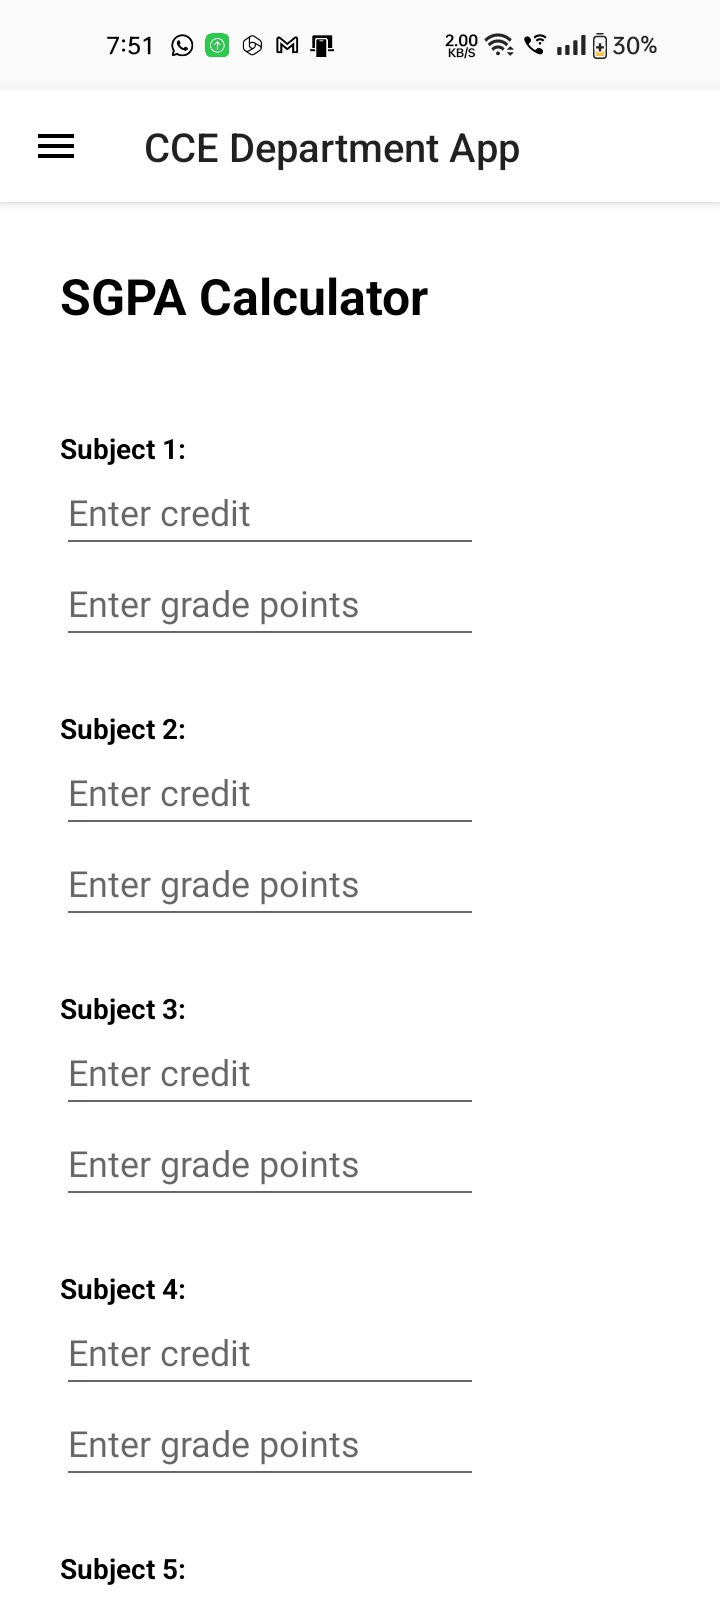 7:51 2.00 KB/S 30%
CCE Department App
SGPA Calculator
Subject 1:
Enter credit
Enter grade points
Subject 2:
Enter credit
Enter grade points
Subject 3:
Enter credit
Enter grade points
Subject 4:
Enter credit
Enter grade points
Subject 5: